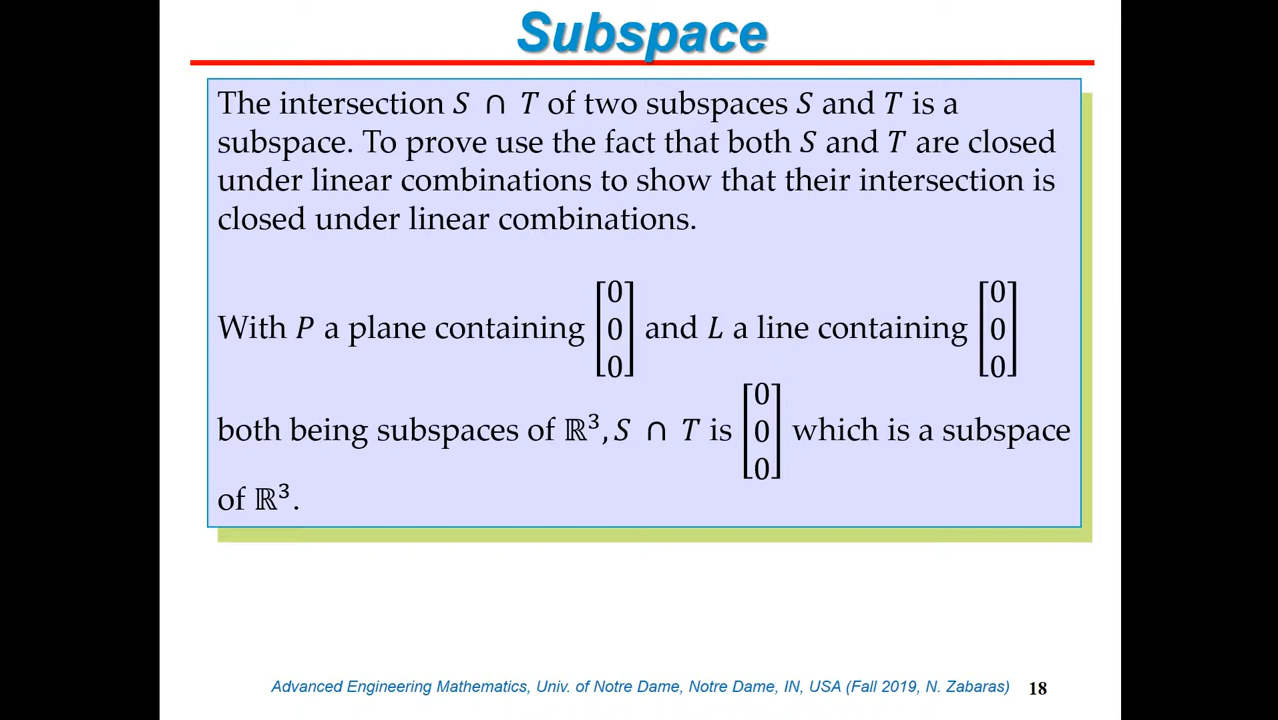 Subspace
The intersection S ∩ T of two subspaces S and T is a
subspace. To prove use the fact that both S and T are closed
under linear combinations to show that their intersection is
closed under linear combinations.
With P a plane containing [0 0 0] and L a line containing [0 0 0]
both being subspaces of ℝ³, S ∩ T is [0 0 0] which is a subspace
of ℝ³.
Advanced Engineering Mathematics, Univ. of Notre Dame, Notre Dame, IN, USA (Fall 2019, N. Zabaras) 18